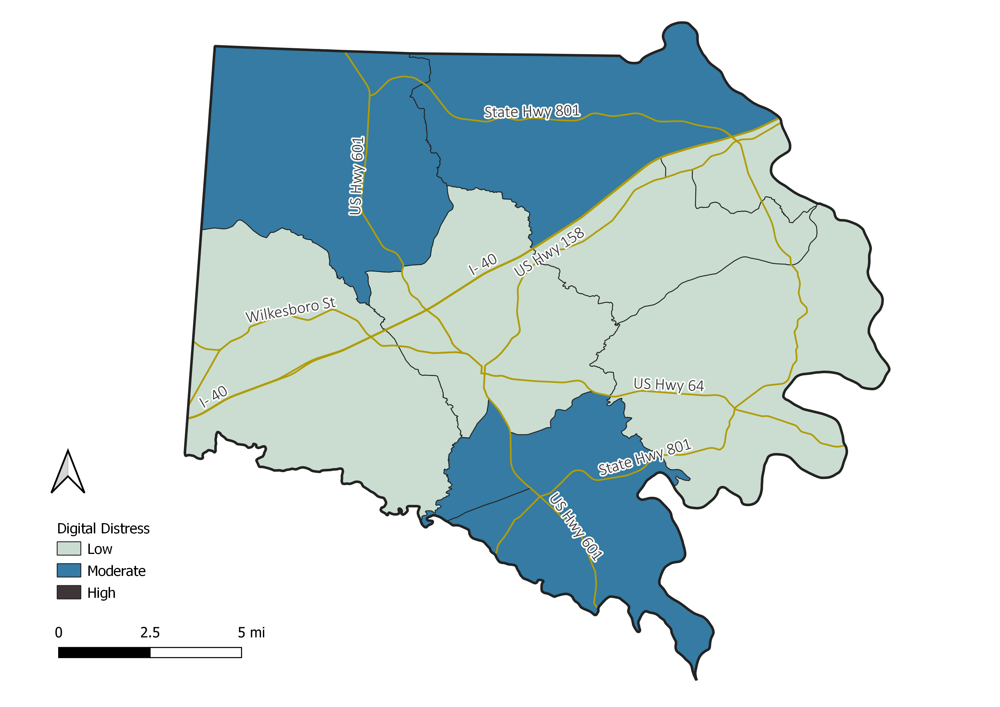 State Hwy 801
US Hwy 601
US Hwy 158
I- 40
Wilkesboro St
US Hwy 64
I- 40
State Hwy 801
US Hwy 601
Digital Distress
Low
Moderate
High
0 2.5 5 mi